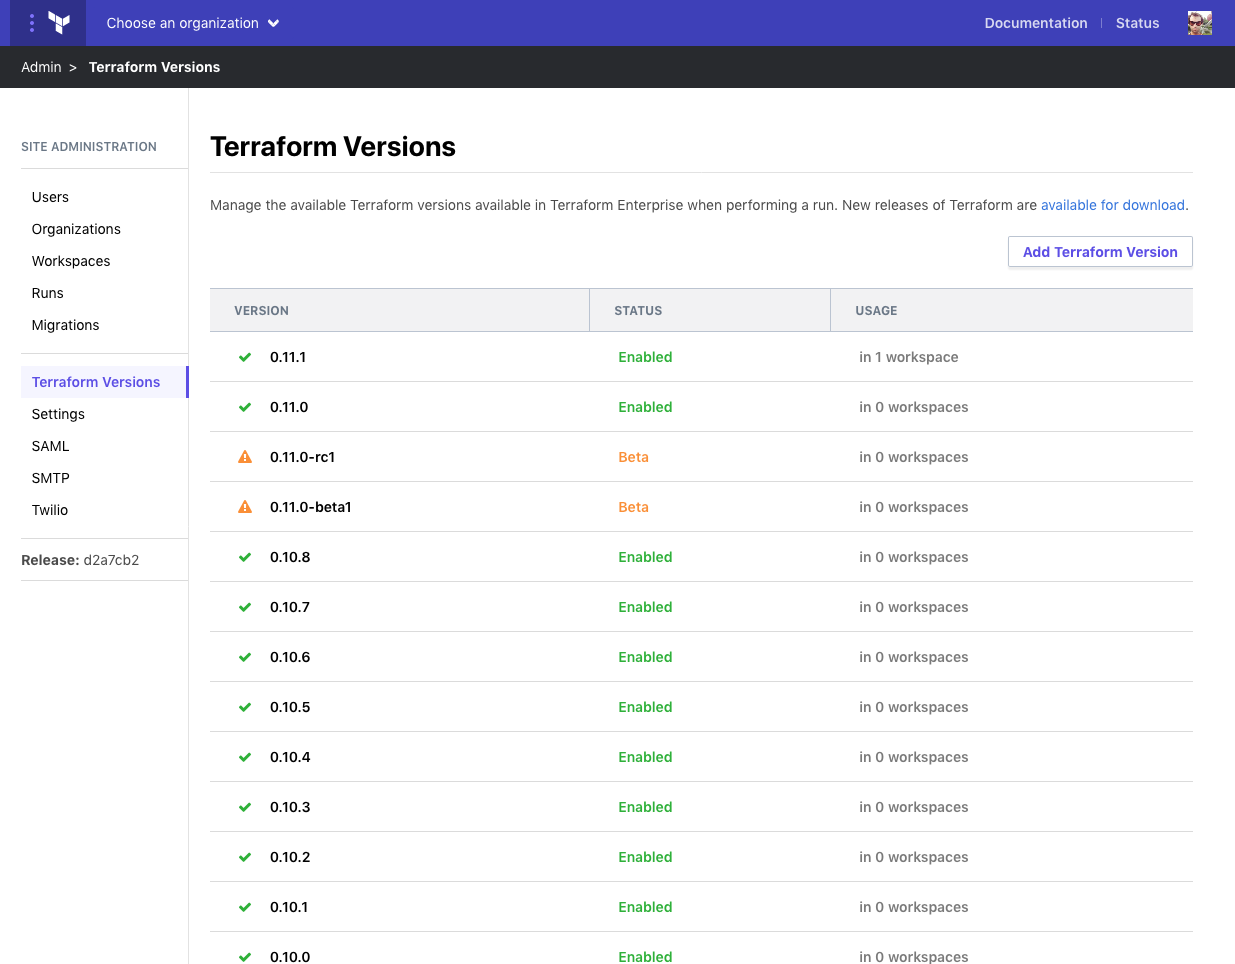 Choose an organization
Documentation
Status
Admin > Terraform Versions
SITE ADMINISTRATION
Users
Organizations
Workspaces
Runs
Migrations
Terraform Versions
Settings
SAML
SMTP
Twilio
Release: d2a7cb2
Terraform Versions
Manage the available Terraform versions available in Terraform Enterprise when performing a run. New releases of Terraform are available for download.
Add Terraform Version
VERSION STATUS USAGE
0.11.1 Enabled in 1 workspace
0.11.0 Enabled in 0 workspaces
0.11.0-rc1 Beta in 0 workspaces
0.11.0-beta1 Beta in 0 workspaces
0.10.8 Enabled in 0 workspaces
0.10.7 Enabled in 0 workspaces
0.10.6 Enabled in 0 workspaces
0.10.5 Enabled in 0 workspaces
0.10.4 Enabled in 0 workspaces
0.10.3 Enabled in 0 workspaces
0.10.2 Enabled in 0 workspaces
0.10.1 Enabled in 0 workspaces
0.10.0 Enabled in 0 workspaces